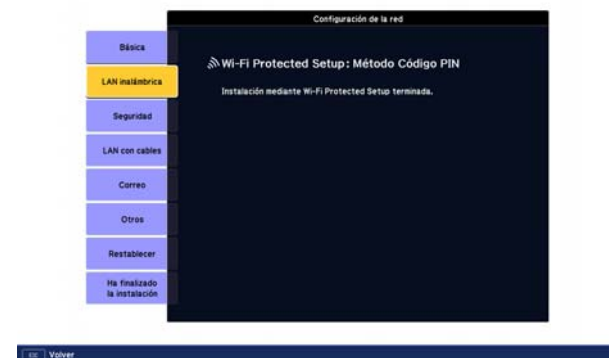 Configuración de la red
Básica
LAN inalámbrica
Seguridad
LAN con cables
Correo
Otros
Restablecer
Ha finalizado
la instalación
Wi-Fi Protected Setup: Método Código PIN
Instalación mediante Wi-Fi Protected Setup terminada.
Volver